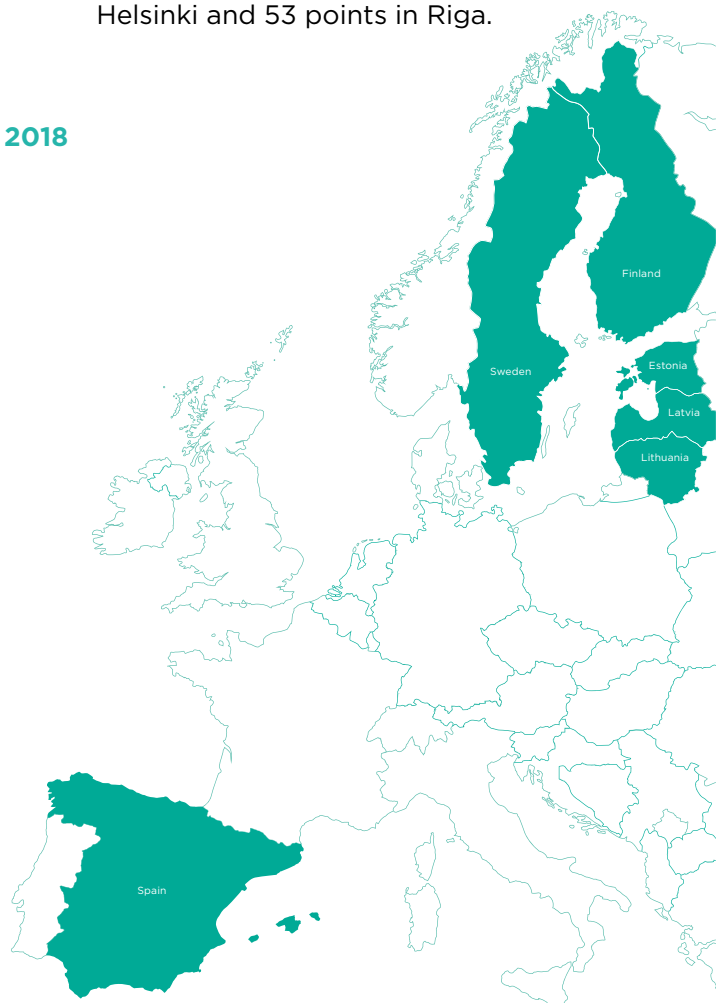 Helsinki and 53 points in Riga.
2018
Finland
Estonia
Sweden
Latvia
Lithuania
Spain